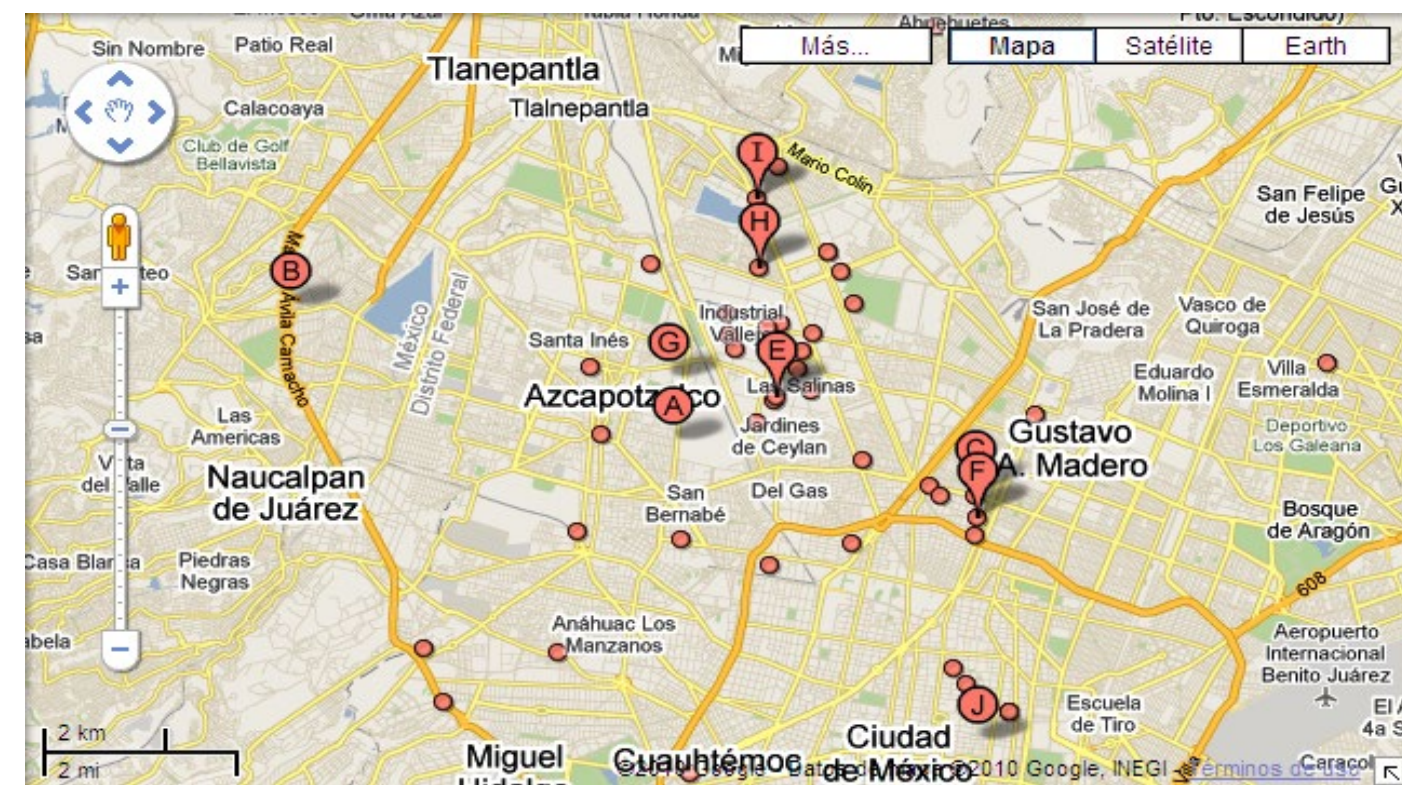 Sin Nombre
Patio Real
Más...
Mapa
Satélite
Earth
Tlanepantla
Tlalnepantla
Calacoaya
Club de Golf
Bellavista
I
Mario Colin
San Felipe
de Jesús
H
B
Avila Camacho
México
Distrito Federal
Industrial
Vallejo
San José de
La Pradera
Vasco de
Quiroga
Santa Inés
G
E
Las Salinas
Eduardo
Molina I
Villa
Esmeralda
Azcapotzalco
A
Las
Americas
Jardines
de Ceylan
Gustavo
A. Madero
C
F
Deportivo
Los Galeana
Naucalpan
de Juárez
San
Bernabé
Del Gas
Bosque
de Aragón
Piedras
Negras
608
Anáhuac Los
Manzanos
Aeropuerto
Internacional
Benito Juárez
J
Escuela
de Tiro
2 km
2 mi
Miguel
Hidalgo
Cuauhtémoc
Ciudad
de México
©2010 Google, INEGI - Términos de uso
Caracol